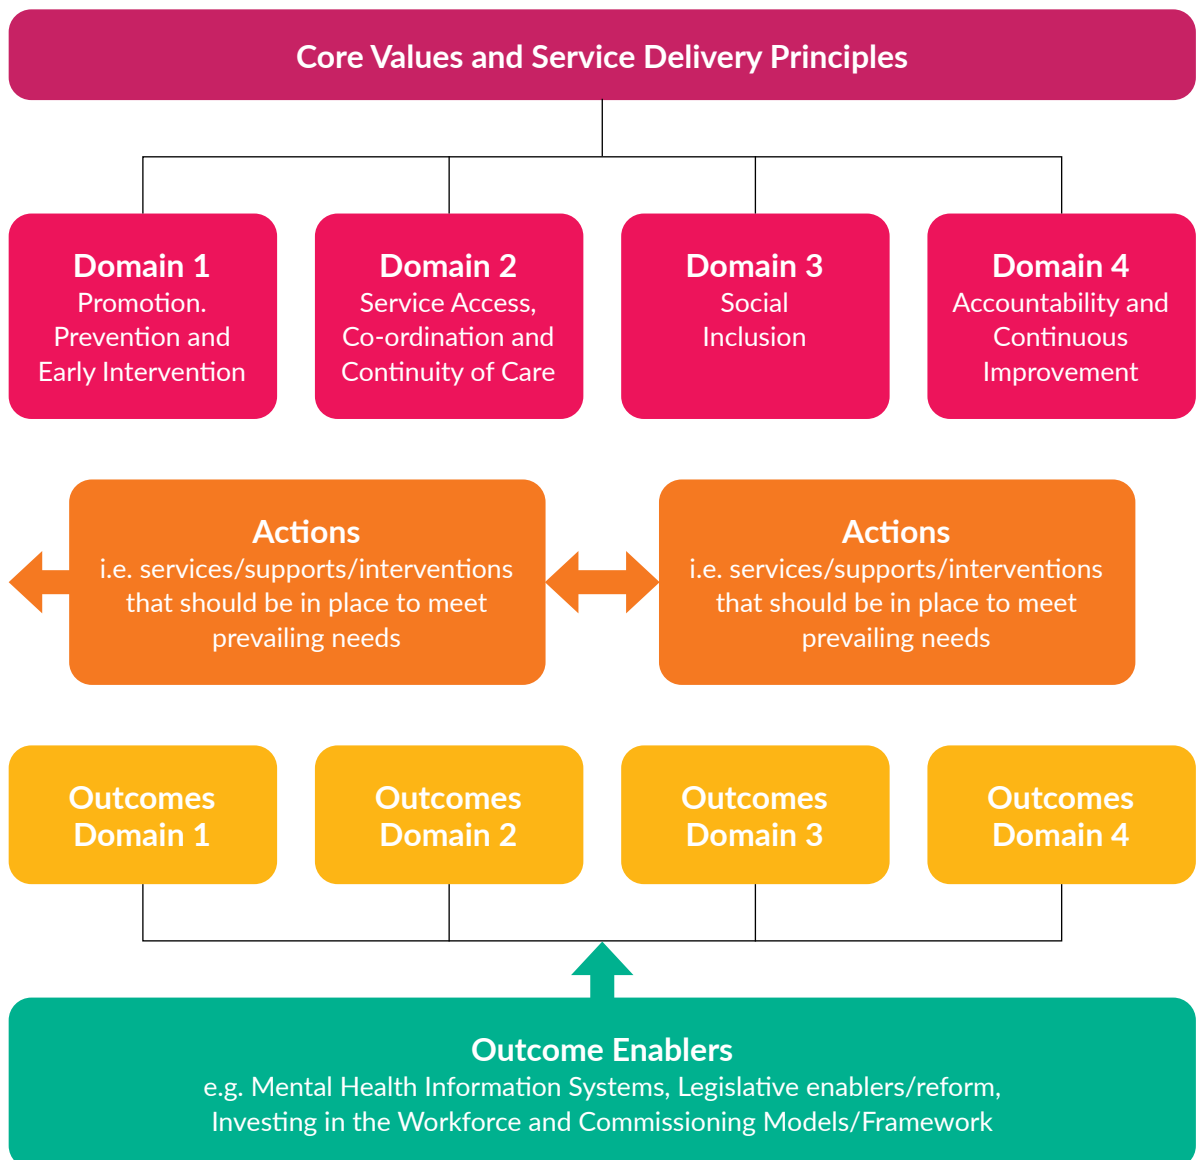 Core Values and Service Delivery Principles
Domain 1
Promotion.
Prevention and
Early Intervention
Domain 2
Service Access,
Co-ordination and
Continuity of Care
Domain 3
Social
Inclusion
Domain 4
Accountability and
Continuous
Improvement
Actions
i.e. services/supports/interventions
that should be in place to meet
prevailing needs
Actions
i.e. services/supports/interventions
that should be in place to meet
prevailing needs
Outcomes
Domain 1
Outcomes
Domain 2
Outcomes
Domain 3
Outcomes
Domain 4
Outcome Enablers
e.g. Mental Health Information Systems, Legislative enablers/reform,
Investing in the Workforce and Commissioning Models/Framework